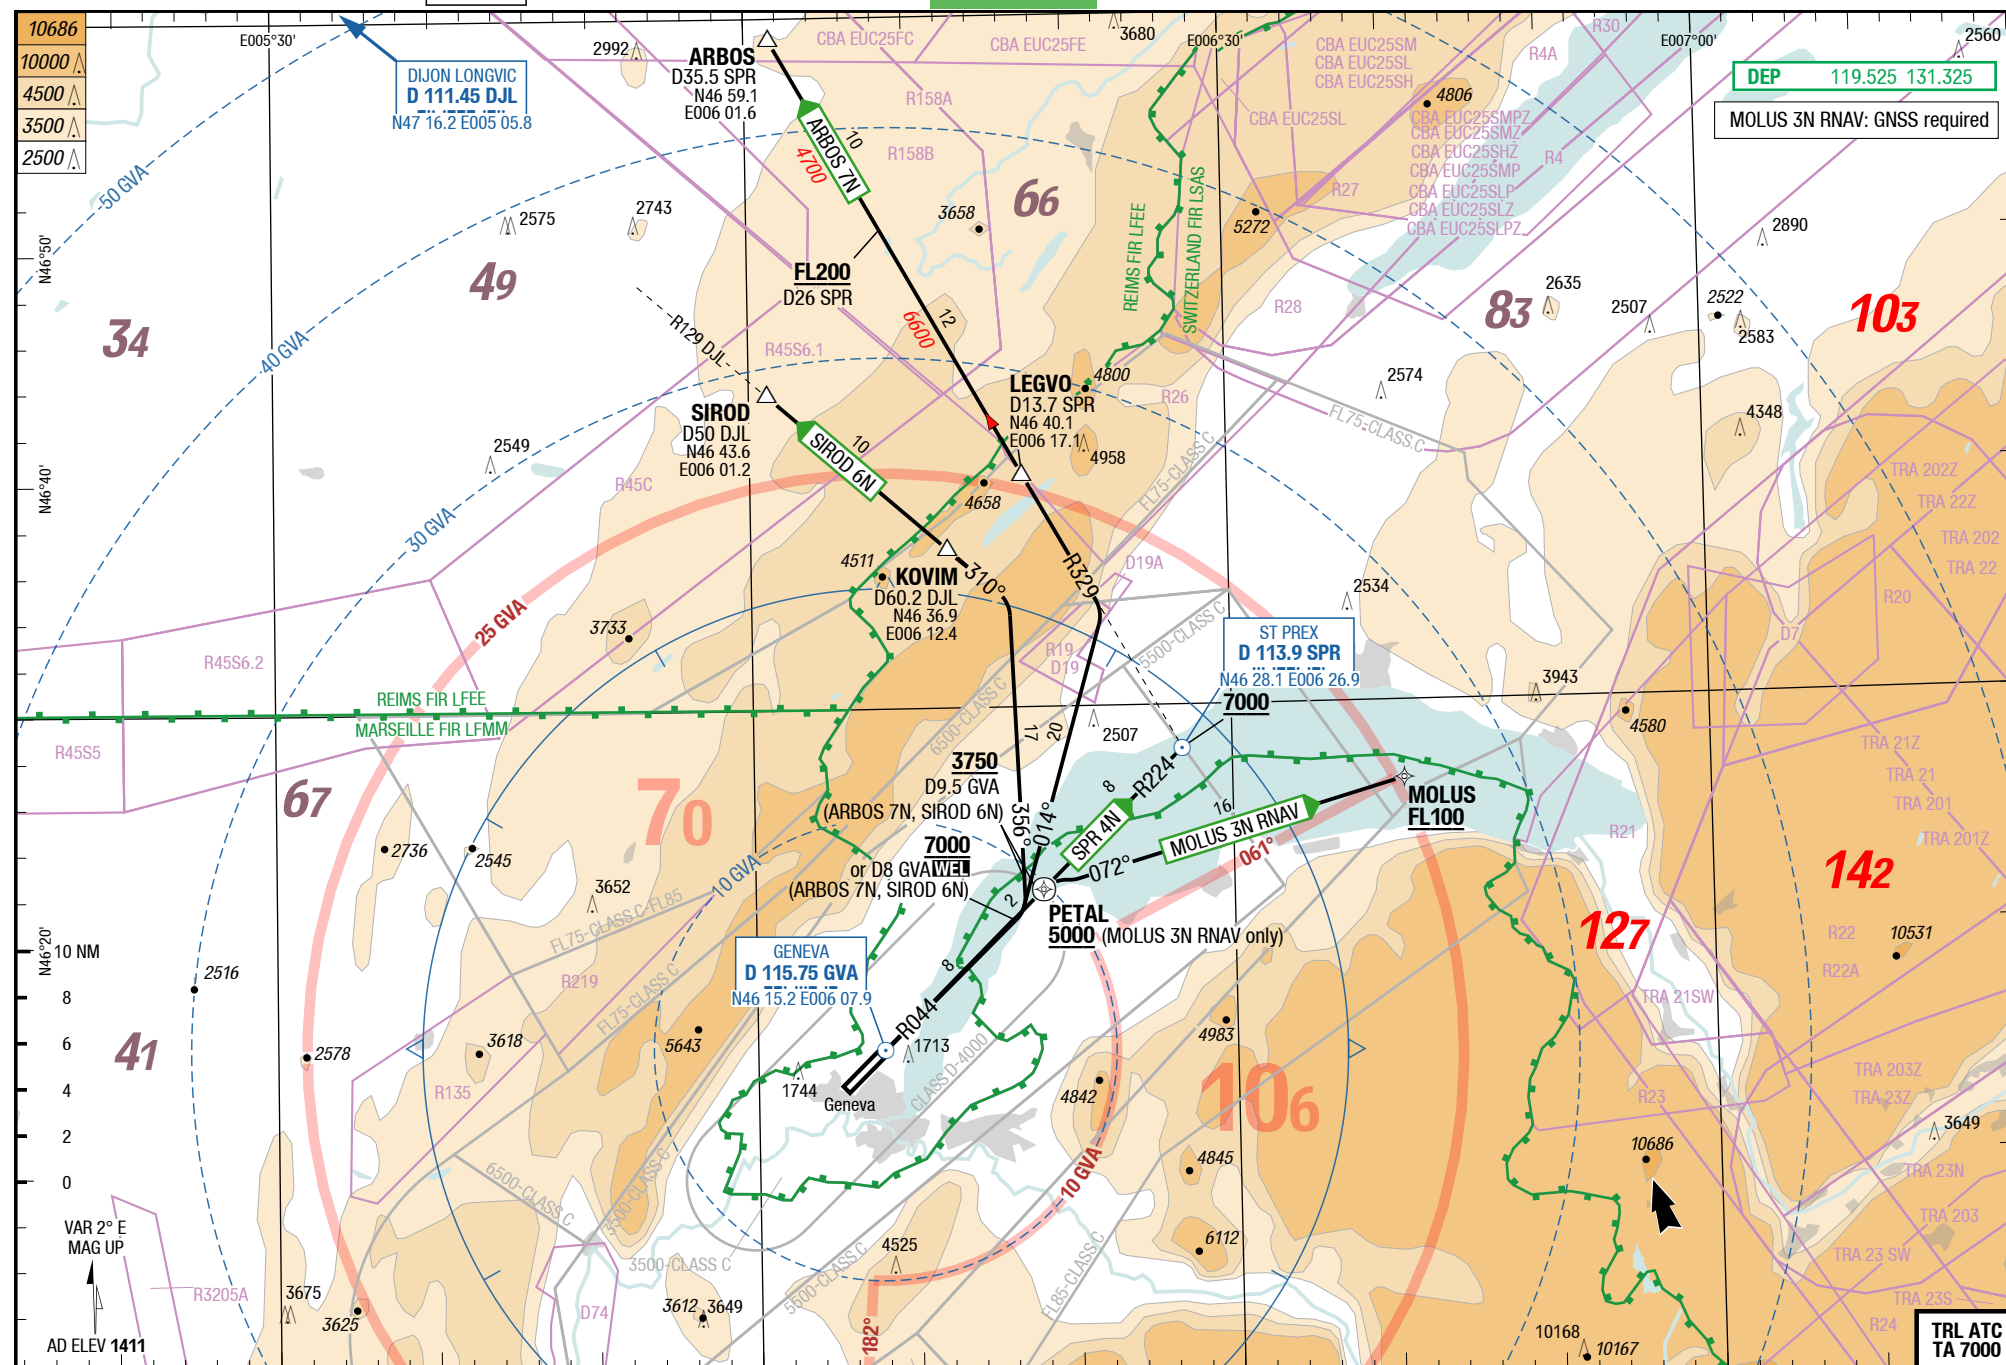 10686
10000
4500
3500
2500
E005°30'
E006°30'
E007°00'
DIJON LONGVIC
D 111.45 DJL
N47 16.2 E005 05.8
2992
ARBOS
D35.5 SPR
N46 59.1
E006 01.6
CBA EUC25FC
CBA EUC25FE
3680
CBA EUC25SM
CBA EUC25SL
CBA EUC25SH
R30
R4A
2560
DEP 119.525 131.325
MOLUS 3N RNAV: GNSS required
R158A
R158B
CBA EUC25SL
4806
CBA EUC25SMPZ
CBA EUC25SMZ
CBA EUC25SHZ
CBA EUC25SMP
CBA EUC25SLP
CBA EUC25SLZ
CBA EUC25SLPZ
R4
R27
ARBOS 7N
10
4700
50 GVA
66
3658
5272
2575
2743
2890
N46°50'
49
FL200
D26 SPR
REIMS FIR LFEE
SWITZERLAND FIR LSAS
R28
83
2635
2507
2522
2583
103
34
40 GVA
R129 DJL
R45S6.1
6600
12
LEGVO
D13.7 SPR
N46 40.1
E006 17.1
4800
4958
R26
2574
FL75-CLASS C
FL75-CLASS C
4348
SIROD
D50 DJL
N46 43.6
E006 01.2
SIROD 6N
10
2549
R45C
4658
N46°40'
30 GVA
TRA 202Z
TRA 22Z
TRA 202
TRA 22
4511
KOVIM
D60.2 DJL
N46 36.9
E006 12.4
310°
R329
D19A
2534
R20
D7
25 GVA
3733
R45S6.2
R19
D19
5500-CLASS C
ST PREX
D 113.9 SPR
N46 28.1 E006 26.9
7000
3943
4580
REIMS FIR LFEE
MARSEILLE FIR LFMM
R45S5
6500-CLASS C
17
20
2507
3750
D9.5 GVA
(ARBOS 7N, SIROD 6N)
7000
or D8 GVA WEL
(ARBOS 7N, SIROD 6N)
67
70
356°
014°
8
R224
SPR 4N
16
MOLUS 3N RNAV
072°
061°
MOLUS
FL100
R21
TRA 21Z
TRA 21
TRA 201
TRA 201Z
2736
2545
3652
10 GVA
FL75-CLASS C-FL85
2
PETAL
5000 (MOLUS 3N RNAV only)
127
142
R22
R22A
10531
N46°20'
10 NM
8
6
4
2
0
2516
R219
FL75-CLASS C
GENEVA
D 115.75 GVA
N46 15.2 E006 07.9
8
R044
TRA 21SW
41
2578
3618
5643
1713
1744
Geneva
CLASS D-4000
4983
4842
106
R135
R23
TRA 203Z
TRA 23Z
3649
10686
4845
6500-CLASS C
3500-CLASS C
10 GVA
TRA 23N
TRA 203
TRA 23 SW
TRA 23S
R24
VAR 2° E
MAG UP
R3205A
3675
3625
AD ELEV 1411
D74
3500-CLASS C
3612
3649
4525
5500-CLASS C
182°
FL85-CLASS C
6112
10168
10167
TRL ATC
TA 7000